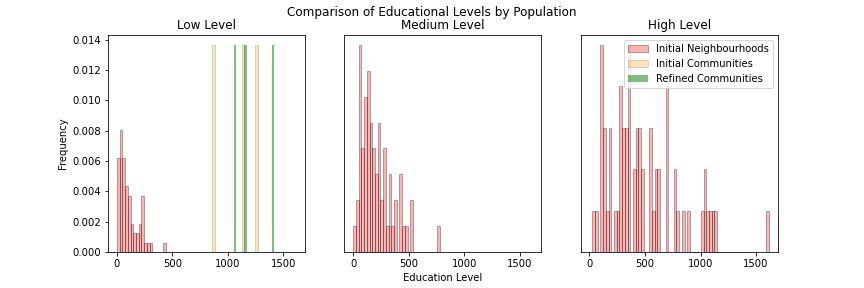 Comparison of Educational Levels by Population
Low Level
Medium Level
High Level
Initial Neighbourhoods
Initial Communities
Refined Communities
Frequency
0.014
0.012
0.010
0.008
0.006
0.004
0.002
0.000
0 500 1000 1500
0 500 1000 1500
0 500 1000 1500
Education Level